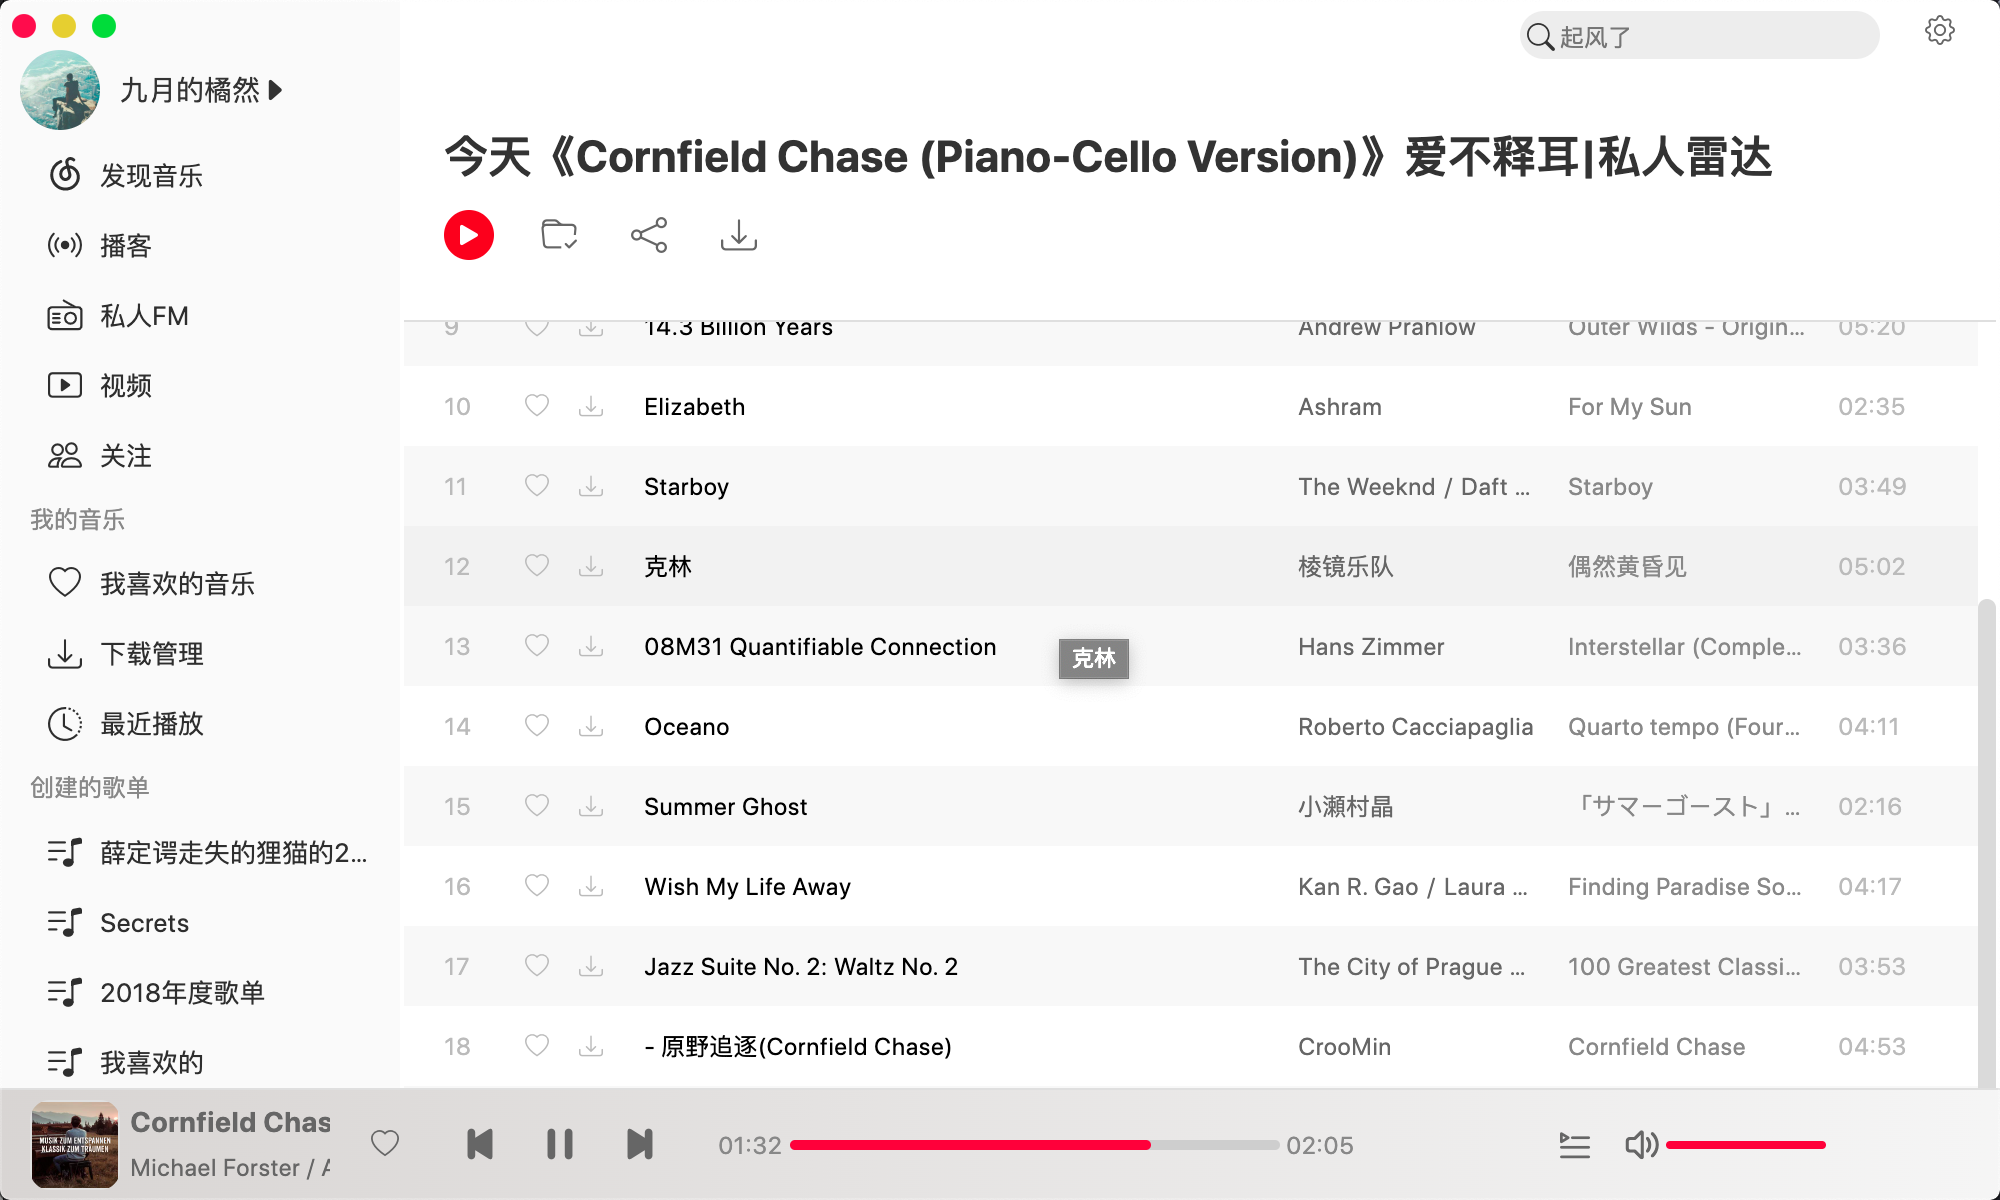 起风了
九月的橘然
发现音乐
播客
私人FM
视频
关注
我的音乐
我喜欢的音乐
下载管理
最近播放
创建的歌单
薛定谔走失的狸猫的2...
Secrets
2018年度歌单
我喜欢的
今天《Cornfield Chase (Piano-Cello Version)》爱不释耳|私人雷达
9 14.3 Billion Years Andrew Prahlow Outer Wilds - Origin... 05:20
10 Elizabeth Ashram For My Sun 02:35
11 Starboy The Weeknd / Daft ... Starboy 03:49
12 克林 棱镜乐队 偶然黄昏见 05:02
13 08M31 Quantifiable Connection Hans Zimmer Interstellar (Comple... 03:36
克林
14 Oceano Roberto Cacciapaglia Quarto tempo (Four... 04:11
15 Summer Ghost 小瀬村晶 「サマーゴースト」... 02:16
16 Wish My Life Away Kan R. Gao / Laura ... Finding Paradise So... 04:17
17 Jazz Suite No. 2: Waltz No. 2 The City of Prague ... 100 Greatest Classi... 03:53
18 - 原野追逐(Cornfield Chase) CrooMin Cornfield Chase 04:53
MUSIK ZUM ENTSPANNEN
KLASSIK ZUM TRÄUMEN
Cornfield Chas
Michael Forster / A
01:32 02:05